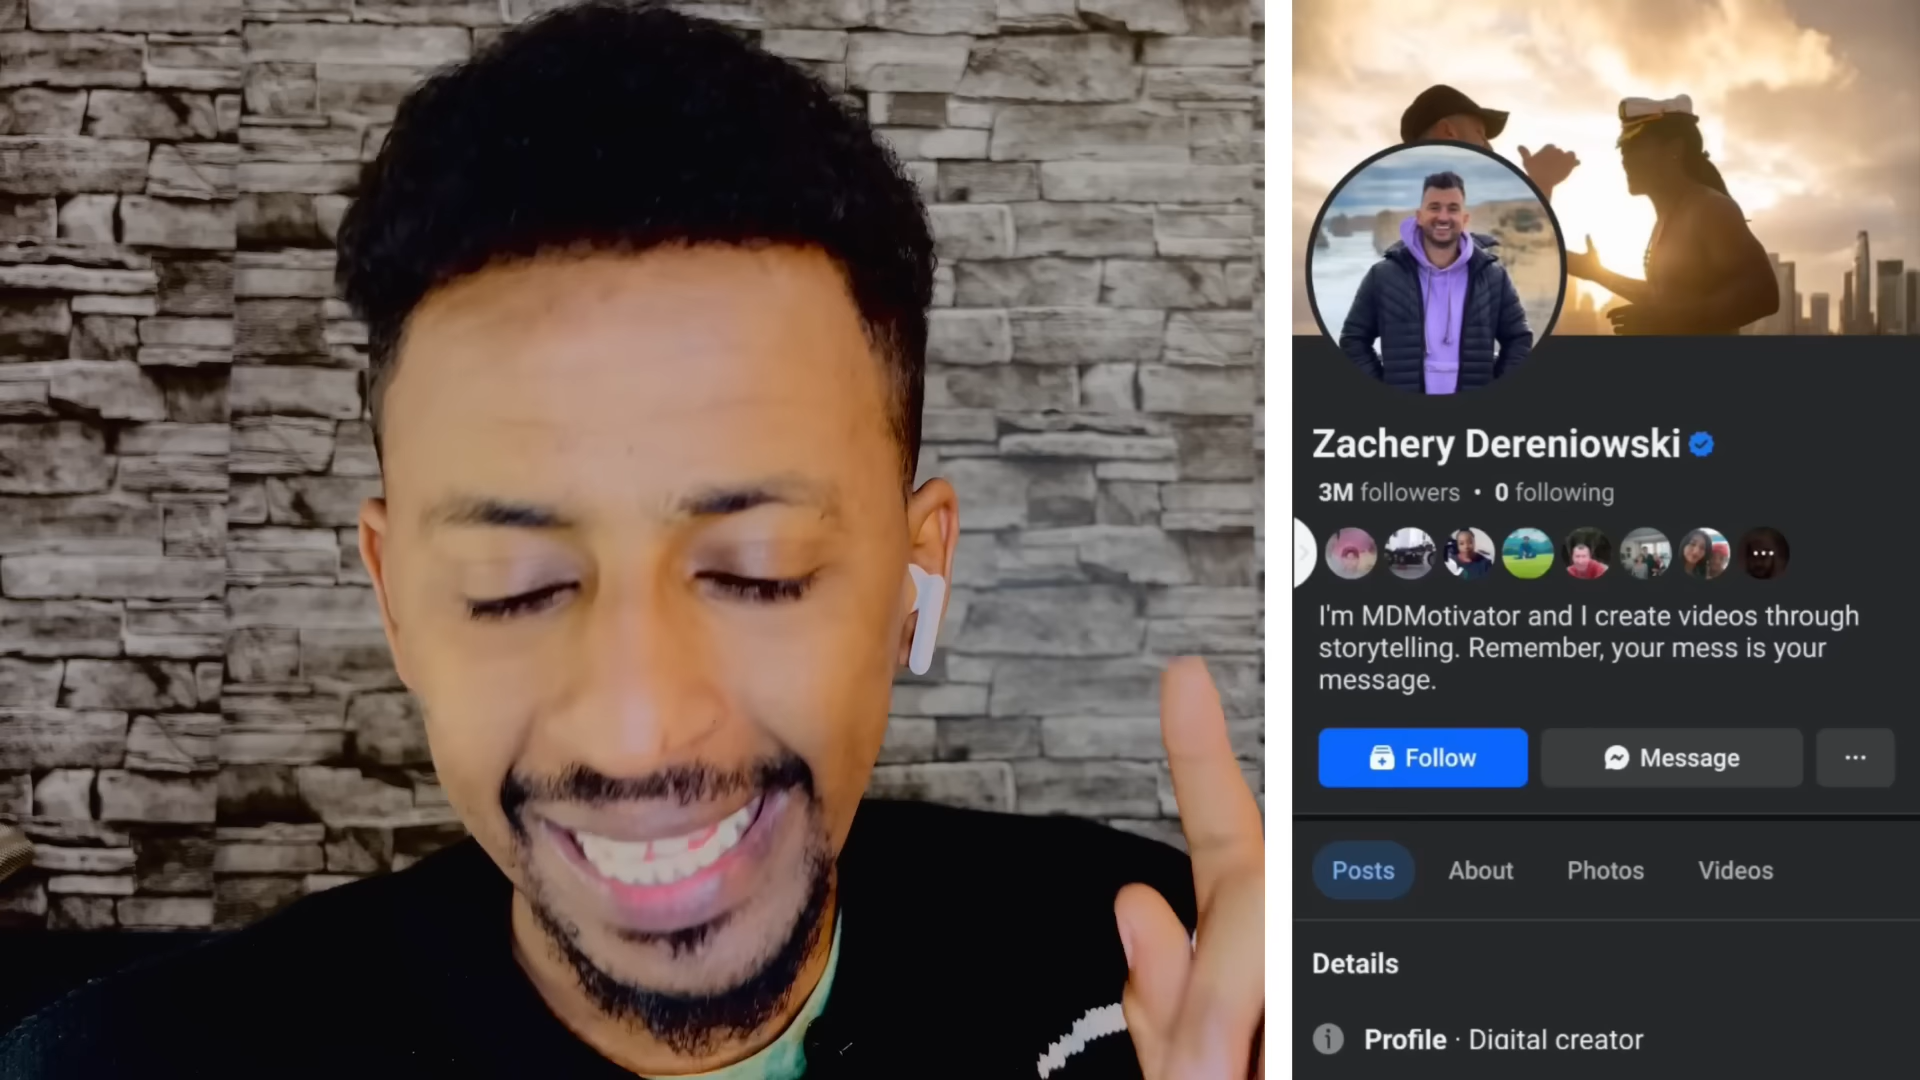 Zachery Dereniowski
3M followers • 0 following
I'm MDMotivator and I create videos through
storytelling. Remember, your mess is your
message.
Follow
Message
Posts
About
Photos
Videos
Details
Profile · Digital creator